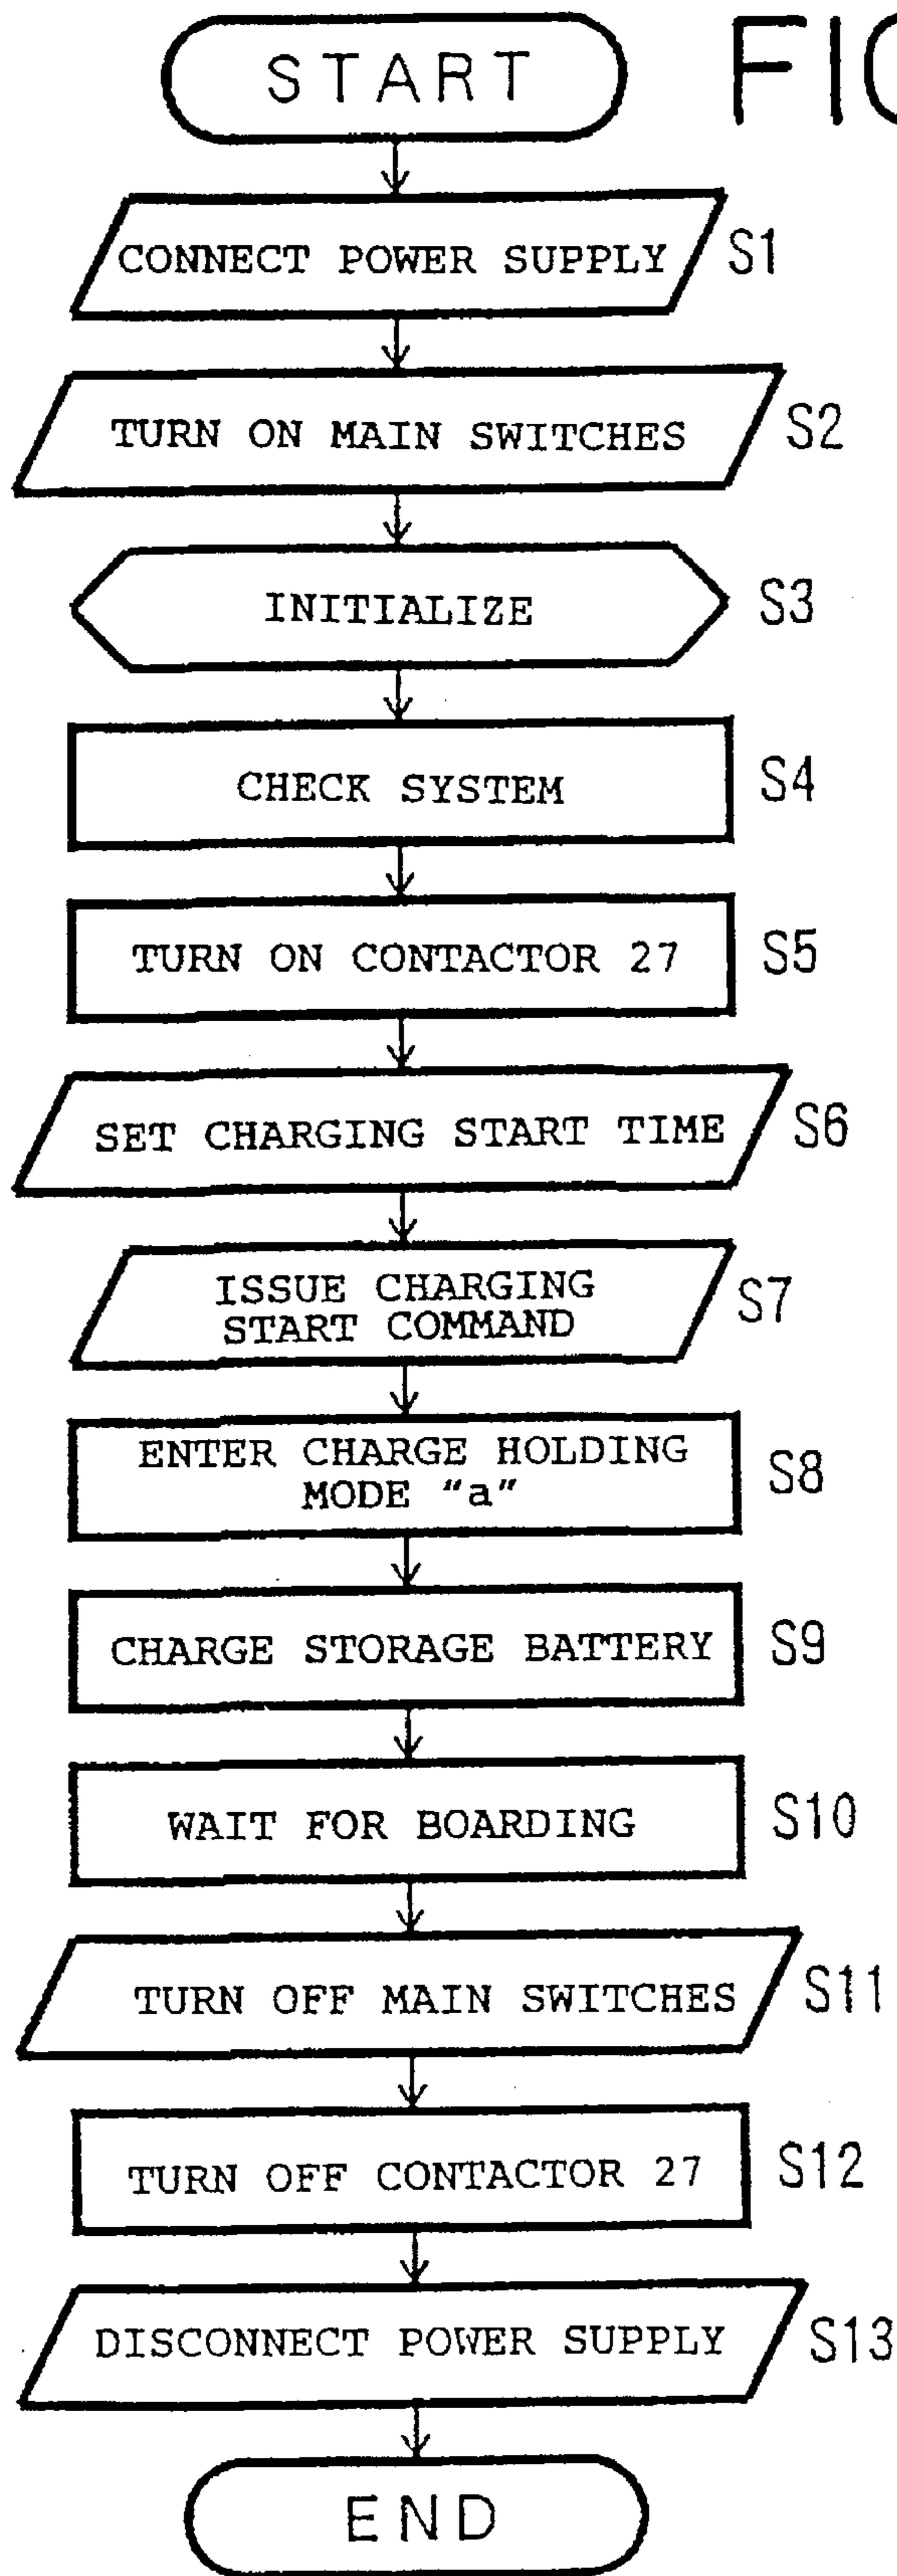 START
FIG
CONNECT POWER SUPPLY
S1
TURN ON MAIN SWITCHES
S2
INITIALIZE
S3
CHECK SYSTEM
S4
TURN ON CONTACTOR 27
S5
SET CHARGING START TIME
S6
ISSUE CHARGING
START COMMAND
S7
ENTER CHARGE HOLDING
MODE "a"
S8
CHARGE STORAGE BATTERY
S9
WAIT FOR BOARDING
S10
TURN OFF MAIN SWITCHES
S11
TURN OFF CONTACTOR 27
S12
DISCONNECT POWER SUPPLY
S13
END